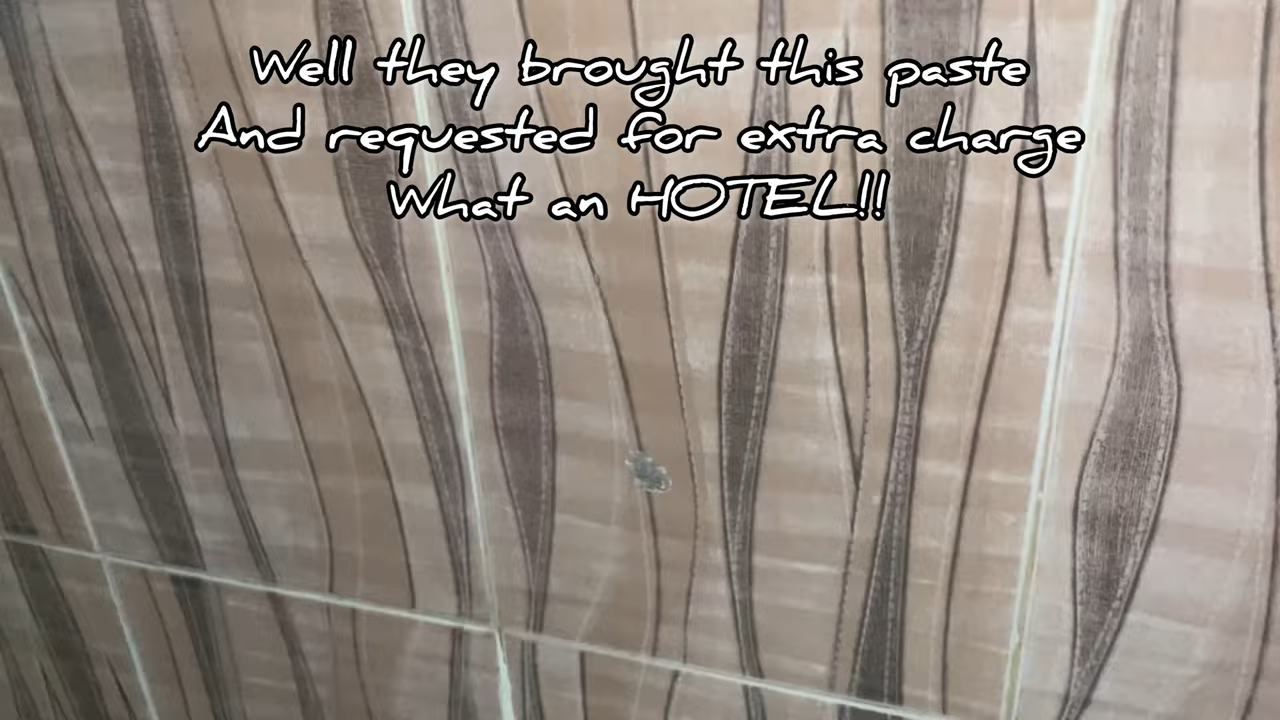 Well they brought this paste
And requested for extra charge
What an HOTEL!!